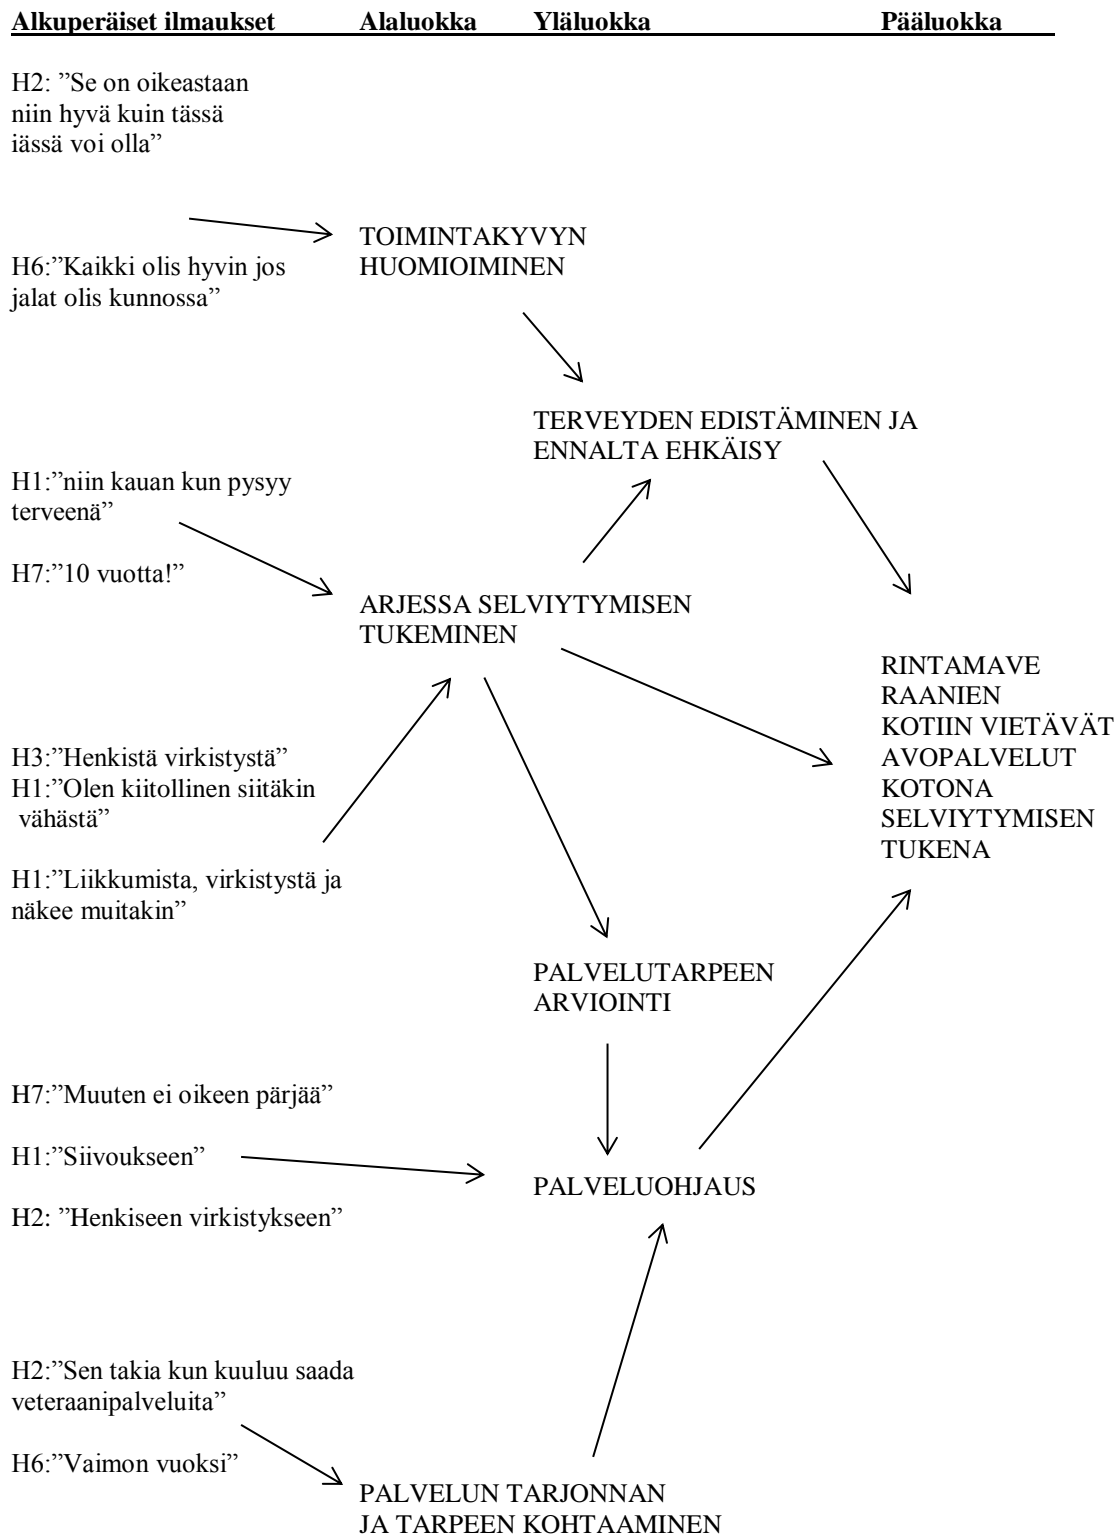 Alkuperäiset ilmaukset Alaluokka Yläluokka Pääluokka
H2: ”Se on oikeastaan
niin hyvä kuin tässä
iässä voi olla”
TOIMINTAKYVYN
HUOMIOIMINEN
H6:”Kaikki olis hyvin jos
jalat olis kunnossa”
TERVEYDEN EDISTÄMINEN JA
ENNALTA EHKÄISY
H1:”niin kauan kun pysyy
terveenä”
H7:”10 vuotta!”
ARJESSA SELVIYTYMISEN
TUKEMINEN
RINTAMAVE
RAANIEN
KOTIIN VIETÄVÄT
AVOPALVELUT
KOTONA
SELVIYTYMISEN
TUKENA
H3:”Henkistä virkistystä”
H1:”Olen kiitollinen siitäkin
vähästä”
H1:”Liikkumista, virkistystä ja
näkee muitakin”
PALVELUTARPEEN
ARVIOINTI
H7:”Muuten ei oikeen pärjää”
H1:”Siivoukseen”
PALVELUOHJAUS
H2: ”Henkiseen virkistykseen”
H2:”Sen takia kun kuuluu saada
veteraanipalveluita”
H6:”Vaimon vuoksi”
PALVELUN TARJONNAN
JA TARPEEN KOHTAAMINEN